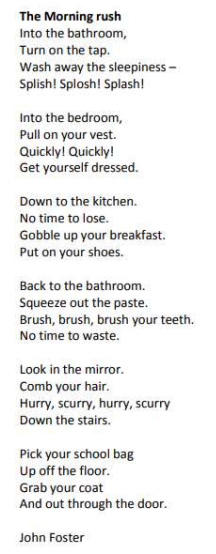 The Morning rush
Into the bathroom,
Turn on the tap.
Wash away the sleepiness –
Splish! Splosh! Splash!

Into the bedroom,
Pull on your vest.
Quickly! Quickly!
Get yourself dressed.

Down to the kitchen.
No time to lose.
Gobble up your breakfast.
Put on your shoes.

Back to the bathroom.
Squeeze out the paste.
Brush, brush, brush your teeth.
No time to waste.

Look in the mirror.
Comb your hair.
Hurry, scurry, hurry, scurry
Down the stairs.

Pick your school bag
Up off the floor.
Grab your coat
And out through the door.

John Foster